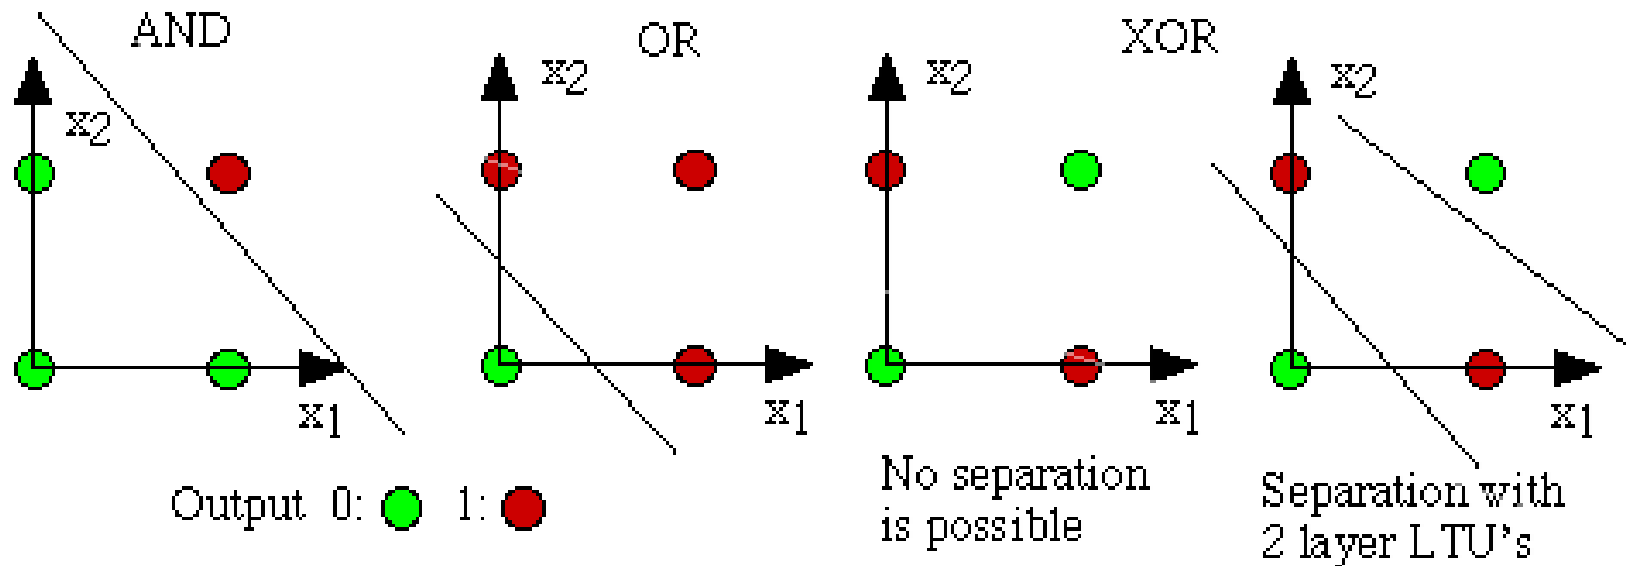 AND
OR
XOR
x2
x2
x2
x2
x1
x1
x1
x1
Output 0: 1:
No separation
is possible
Separation with
2 layer LTU's